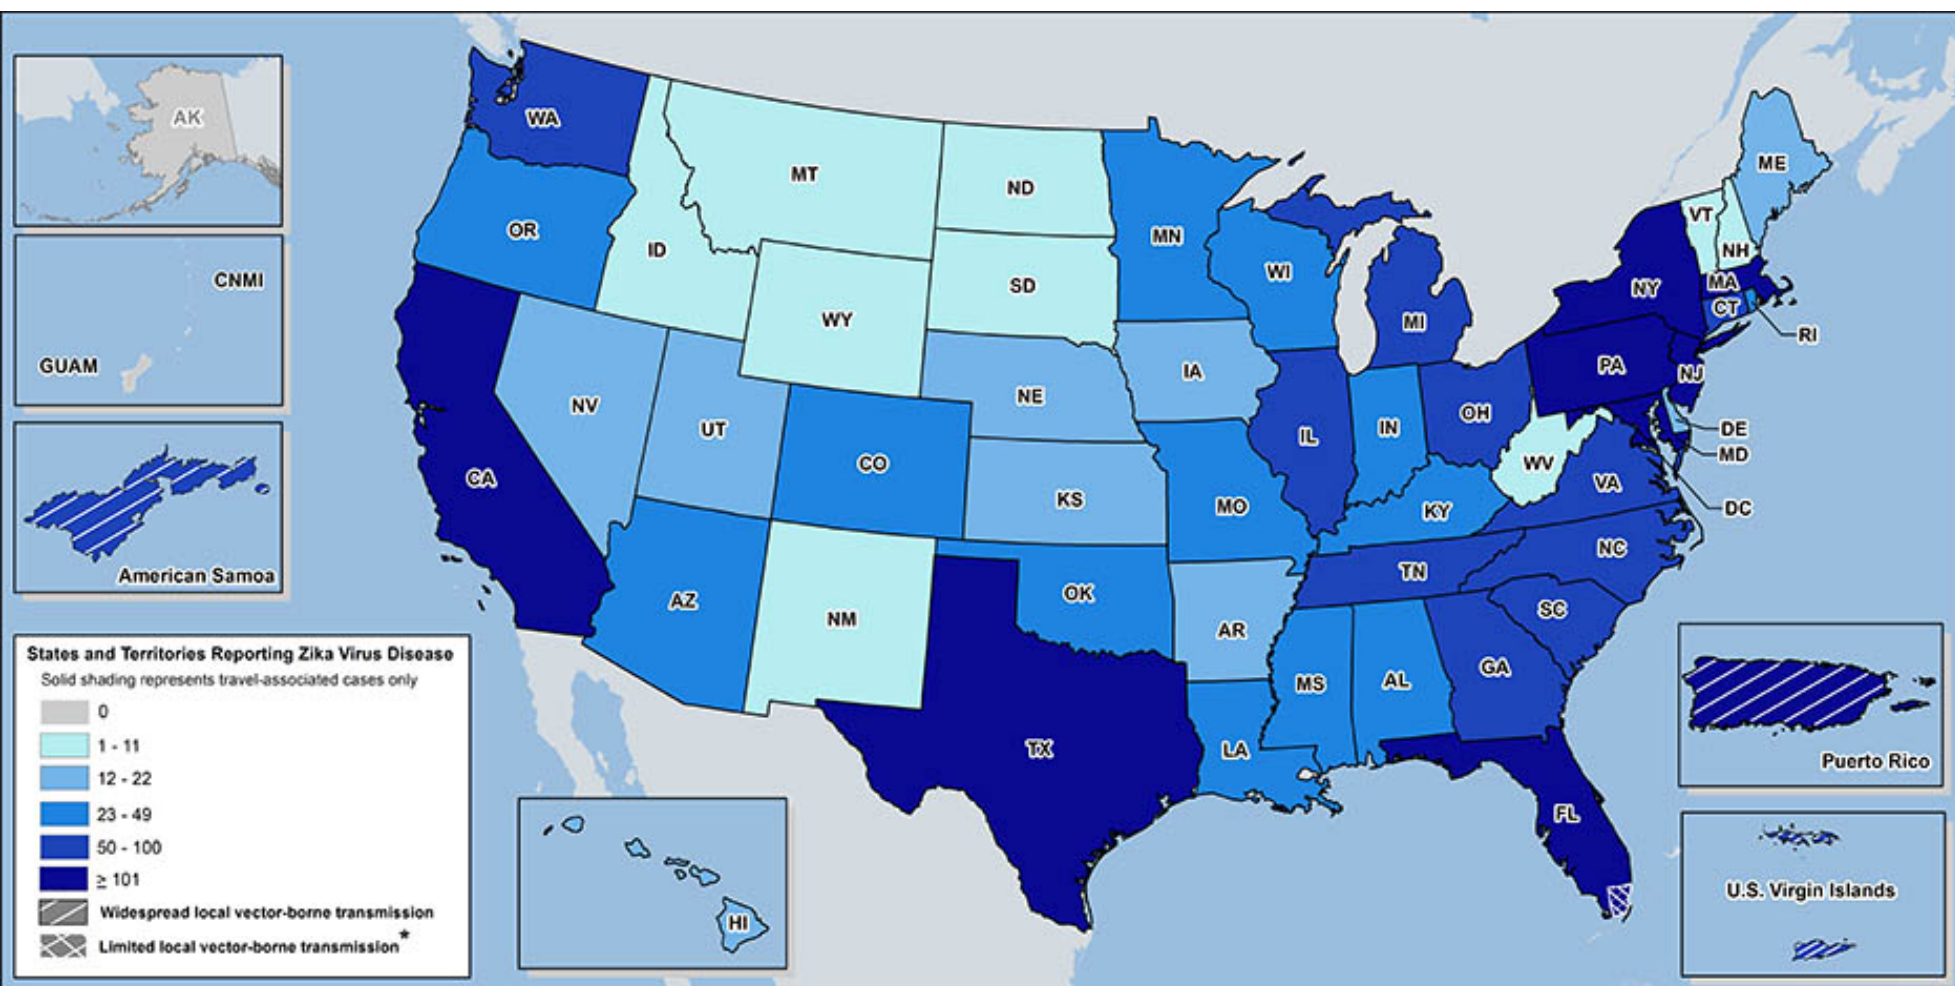 AK
CNMI
GUAM
American Samoa
States and Territories Reporting Zika Virus Disease
Solid shading represents travel-associated cases only
0
1 - 11
12 - 22
23 - 49
50 - 100
≥ 101
Widespread local vector-borne transmission
Limited local vector-borne transmission*
WA
OR
CA
NV
ID
MT
WY
UT
AZ
CO
NM
ND
SD
NE
KS
OK
TX
MN
IA
MO
AR
LA
WI
IL
MI
IN
OH
KY
TN
MS
AL
GA
FL
SC
NC
VA
WV
PA
NY
VT
NH
ME
MA
CT
RI
NJ
DE
MD
DC
HI
Puerto Rico
U.S. Virgin Islands